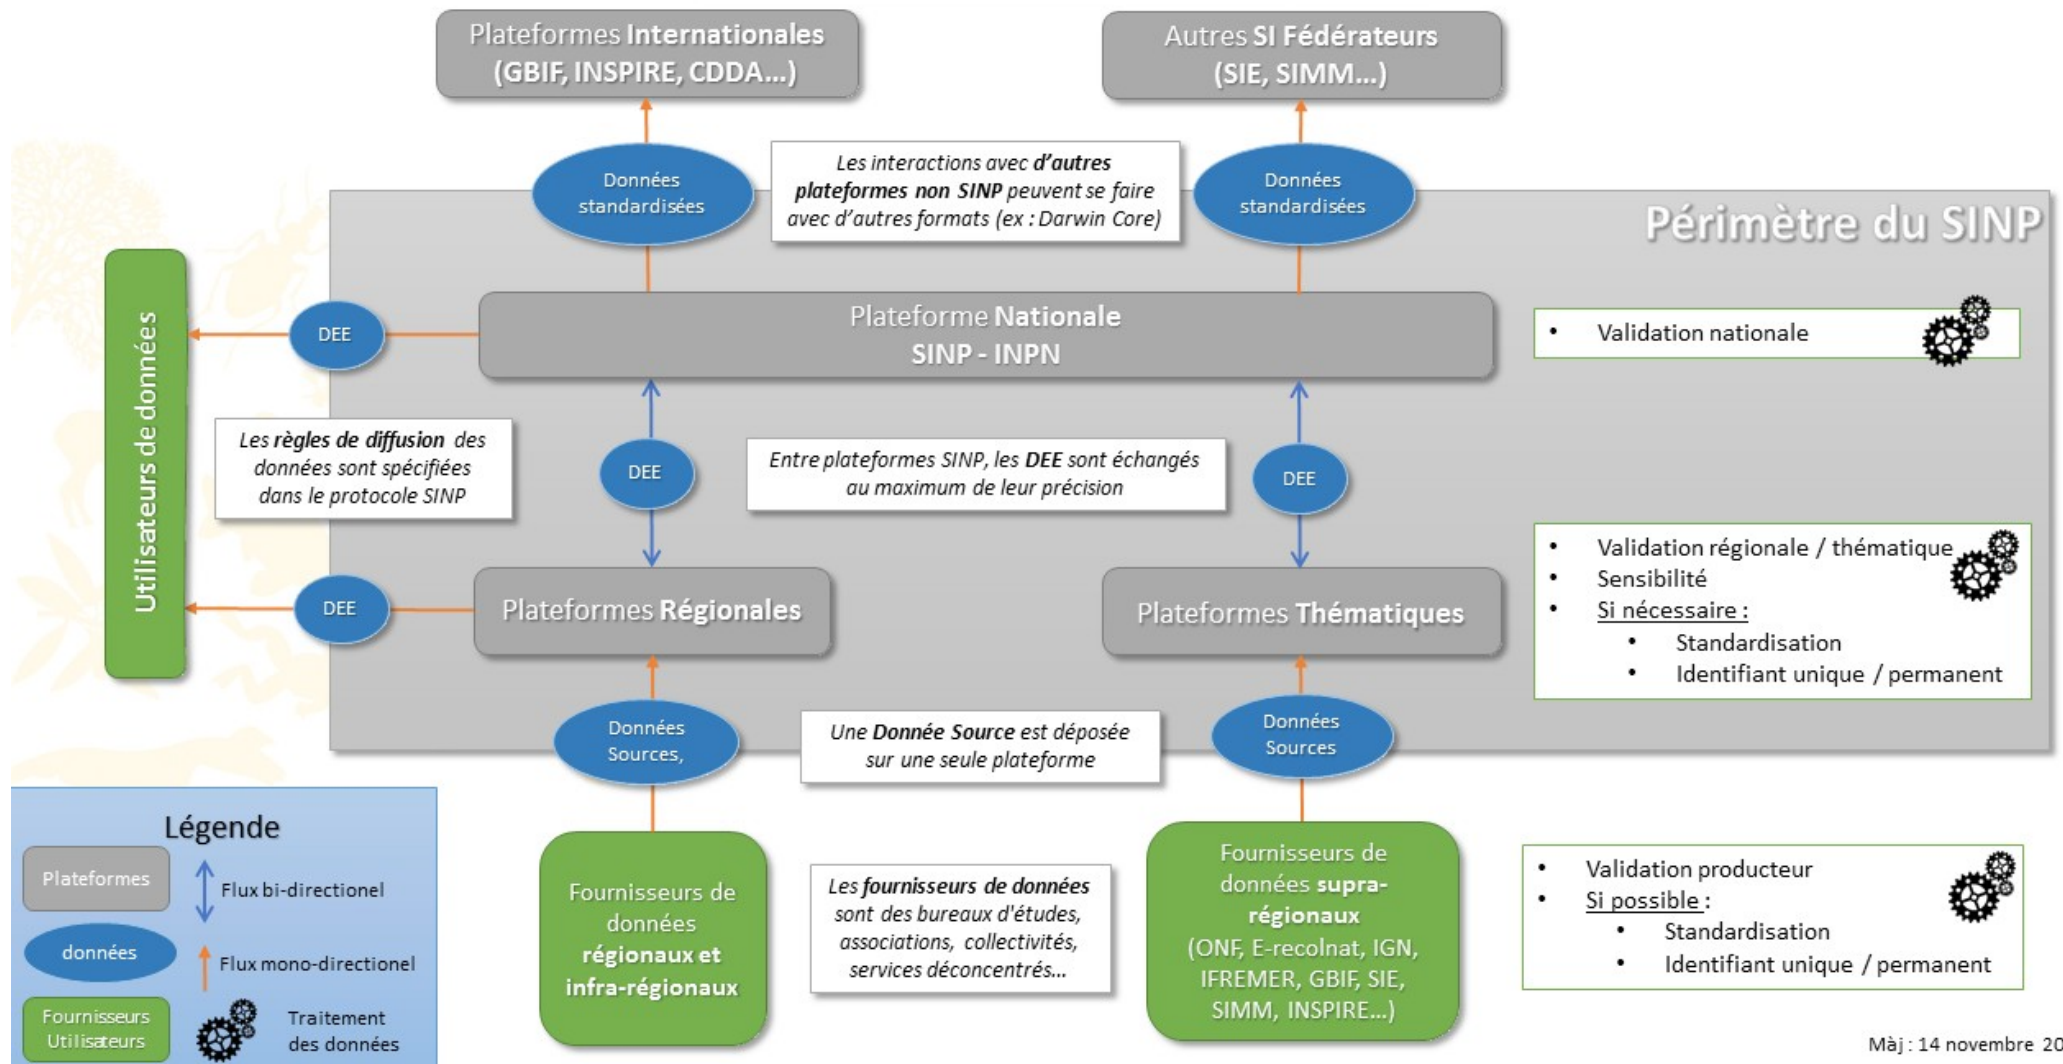 Plateformes Internationales
(GBIF, INSPIRE, CDDA...)
Autres SI Fédérateurs
(SIE, SIMM...)
Données
standardisées
Les interactions avec d'autres
plateformes non SINP peuvent se faire
avec d'autres formats (ex : Darwin Core)
Données
standardisées
Périmètre du SINP
Utilisateurs de données
DEE
Plateforme Nationale
SINP - INPN
• Validation nationale
Les règles de diffusion des
données sont spécifiées
dans le protocole SINP
DEE
Entre plateformes SINP, les DEE sont échangés
au maximum de leur précision
DEE
DEE
Plateformes Régionales
Plateformes Thématiques
• Validation régionale / thématique
• Sensibilité
• Si nécessaire :
• Standardisation
• Identifiant unique / permanent
Données
Sources,
Une Donnée Source est déposée
sur une seule plateforme
Données
Sources
Légende
Plateformes
Flux bi-directionel
données
Flux mono-directionel
Fournisseurs
Utilisateurs
Traitement
des données
Fournisseurs de
données
régionaux et
infra-régionaux
Les fournisseurs de données
sont des bureaux d'études,
associations, collectivités,
services déconcentrés...
Fournisseurs de
données supra-
régionaux
(ONF, E-recolnat, IGN,
IFREMER, GBIF, SIE,
SIMM, INSPIRE...)
• Validation producteur
• Si possible :
• Standardisation
• Identifiant unique / permanent
Màj : 14 novembre 20